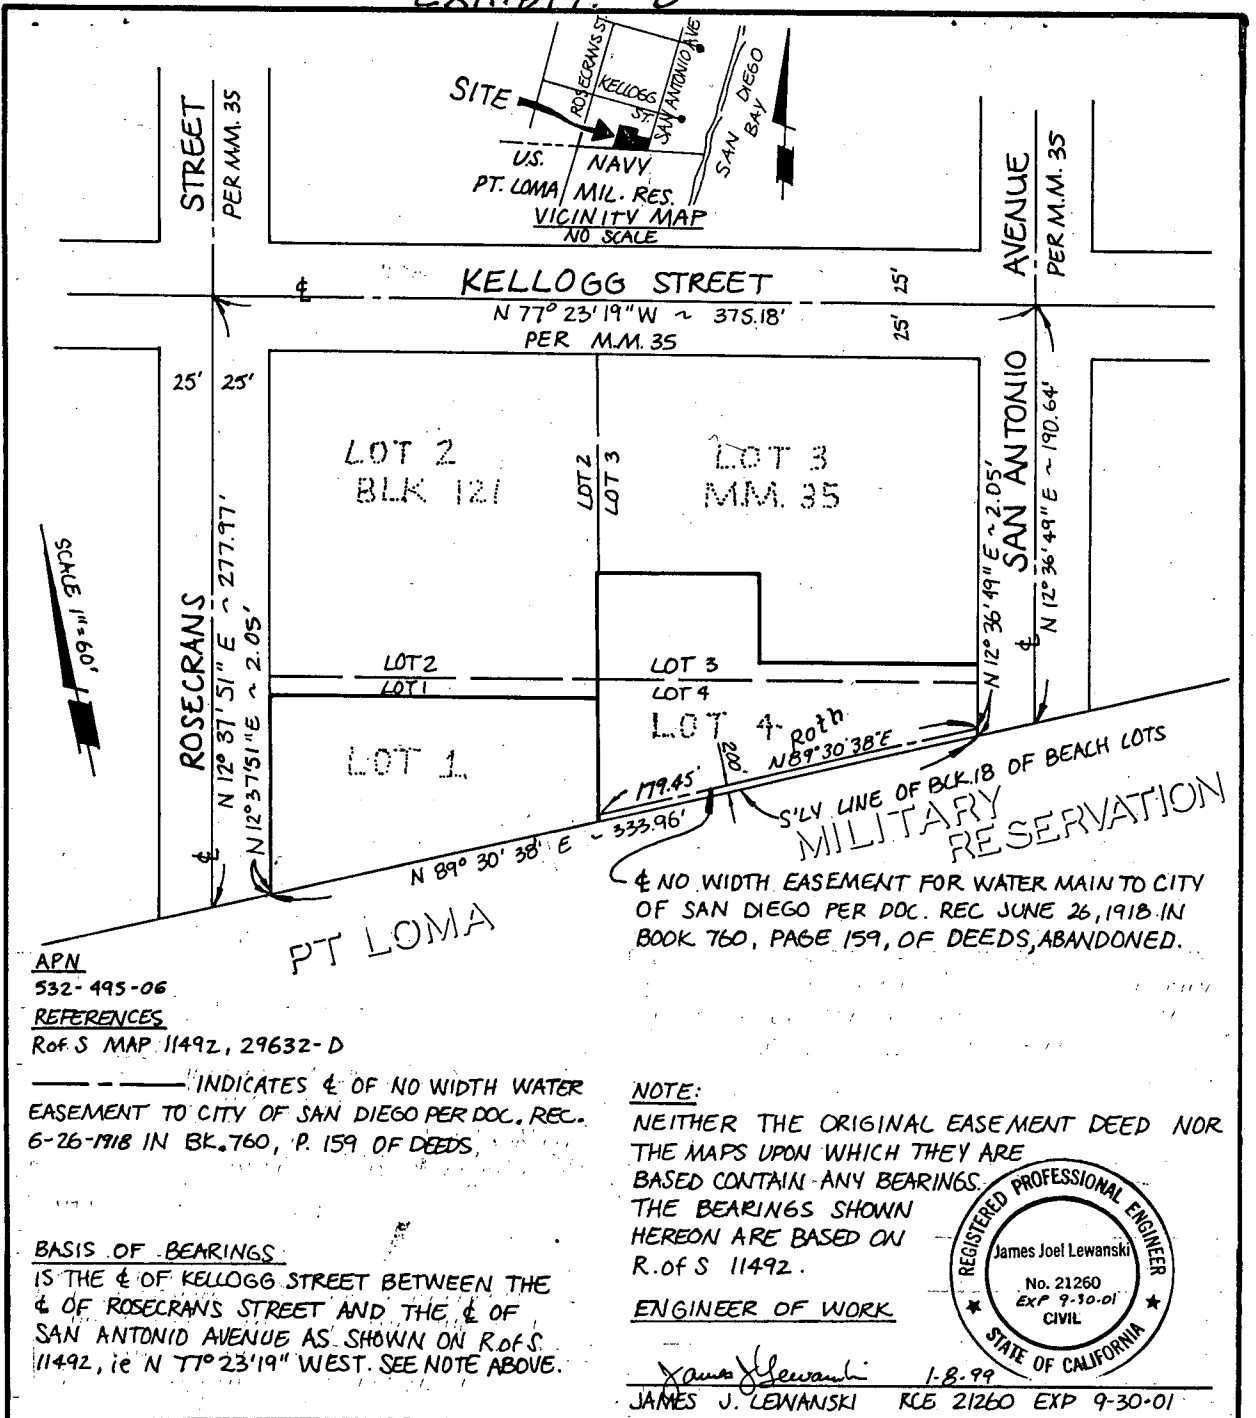 EXHIBIT
ROSECRANS ST.
SAN ANTONIO AVE
KELLOGG
ST.
SITE
SAN DIEGO
BAY
U.S. NAVY
PT. LOMA MIL. RES.
VICINITY MAP
NO SCALE
STREET
PER M.M. 35
AVENUE
PER M.M. 35
℄
KELLOGG STREET
N 77° 23' 19" W ~ 375.18'
PER M.M. 35
25'
25'
25' 25'
LOT 2
BLK 121
LOT 2
LOT 3
LOT 3
M.M. 35
SAN ANTONIO
N 12° 36' 49" E ~ 2.05'
N 12° 36' 49" E ~ 190.64'
℄
SCALE 1"=60'
ROSECRANS
N 12° 37' 51" E ~ 277.97'
N 12° 37' 51" E ~ 2.05'
℄
LOT 2
LOT 1
LOT 3
LOT 4
LOT 1
LOT 4
Roth
N 89° 30' 38" E
200'
179.45'
N 89° 30' 38" E ~ 333.96'
S'LY LINE OF BLK. 18 OF BEACH LOTS
MILITARY
RESERVATION
PT LOMA
℄ NO WIDTH EASEMENT FOR WATER MAIN TO CITY
OF SAN DIEGO PER DOC. REC JUNE 26, 1918 IN
BOOK 760, PAGE 159, OF DEEDS, ABANDONED.
APN
532-495-06
REFERENCES
R of S MAP 11492, 29632-D
INDICATES ℄ OF NO WIDTH WATER
EASEMENT TO CITY OF SAN DIEGO PER DOC. REC.
6-26-1918 IN BK. 760, P. 159 OF DEEDS.
BASIS OF BEARINGS
IS THE ℄ OF KELLOGG STREET BETWEEN THE
℄ OF ROSECRANS STREET AND THE ℄ OF
SAN ANTONIO AVENUE AS SHOWN ON R of S
11492, ie N 77° 23' 19" WEST. SEE NOTE ABOVE.
NOTE:
NEITHER THE ORIGINAL EASEMENT DEED NOR
THE MAPS UPON WHICH THEY ARE
BASED CONTAIN ANY BEARINGS.
THE BEARINGS SHOWN
HEREON ARE BASED ON
R. of S 11492.
ENGINEER OF WORK
REGISTERED PROFESSIONAL ENGINEER
James Joel Lewanski
No. 21260
EXP 9-30-01
CIVIL
STATE OF CALIFORNIA
James J Lewanski 1-8-99
JAMES J. LEWANSKI RCE 21260 EXP 9-30-01